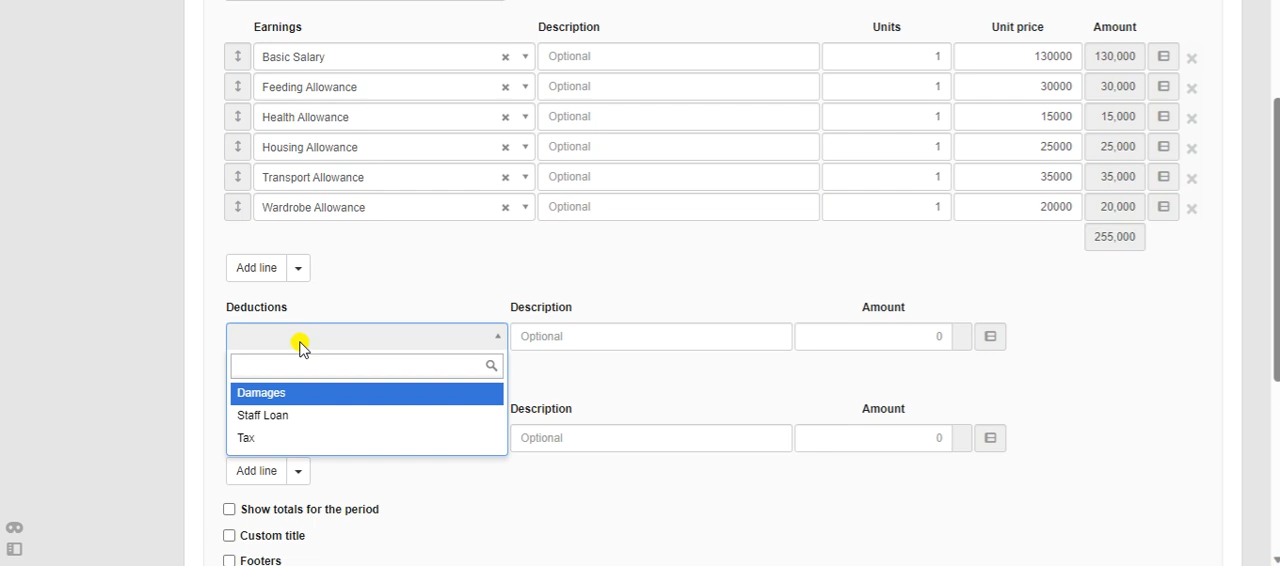 Earnings Description Units Unit price Amount
Basic Salary Optional 1 130000 130,000
Feeding Allowance Optional 1 30000 30,000
Health Allowance Optional 1 15000 15,000
Housing Allowance Optional 1 25000 25,000
Transport Allowance Optional 1 35000 35,000
Wardrobe Allowance Optional 1 20000 20,000
255,000
Add line
Deductions Description Amount
Optional 0
Damages
Staff Loan Description Amount
Tax Optional 0
Add line
Show totals for the period
Custom title
Footers